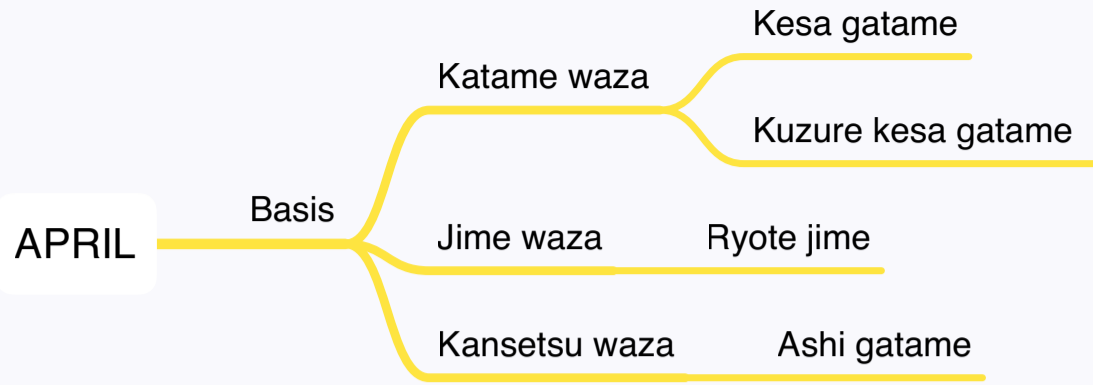 APRIL
Basis
Katame waza
Kesa gatame
Kuzure kesa gatame
Jime waza
Ryote jime
Kansetsu waza
Ashi gatame